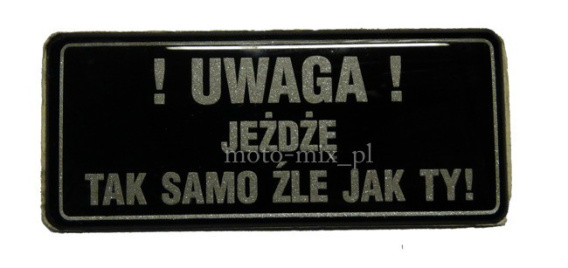 ! UWAGA !
JEŻDŻE
moto-mix_pl
TAK SAMO ŹLE JAK TY!